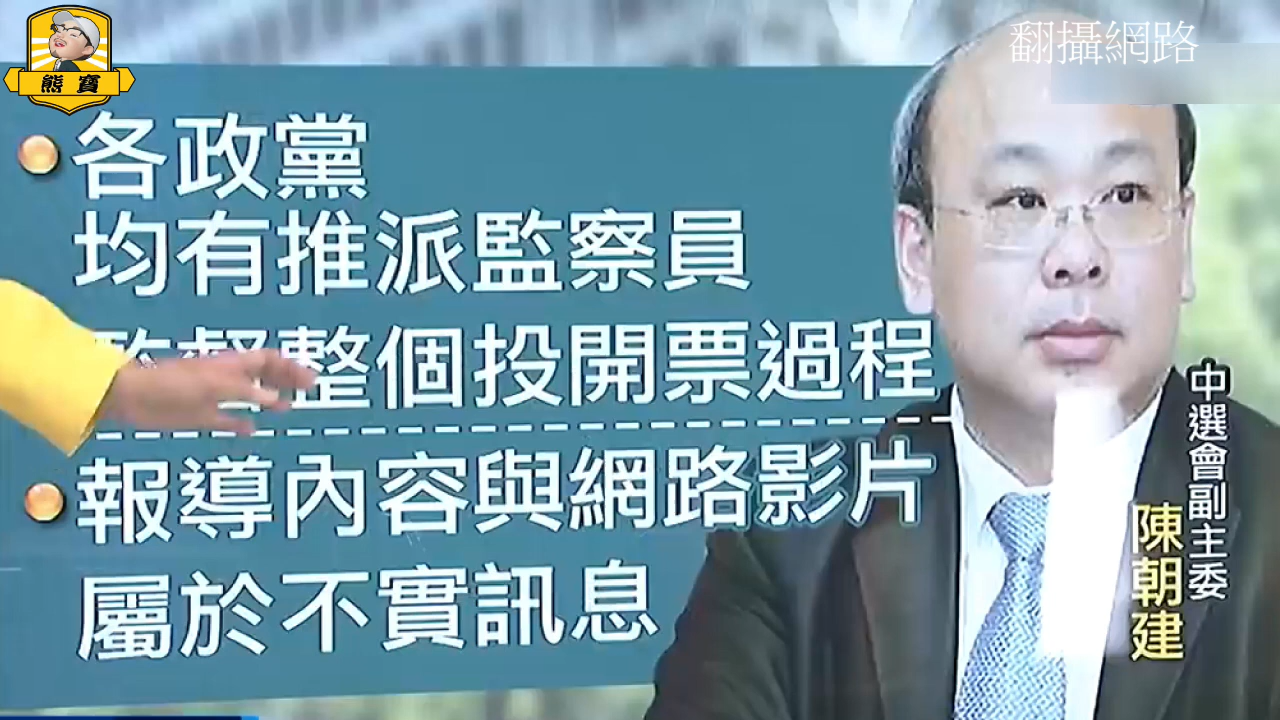 熊寶
翻攝網路
各政黨
均有推派監察員
監督整個投開票過程
報導內容與網路影片
屬於不實訊息
中選會副主委
陳朝建